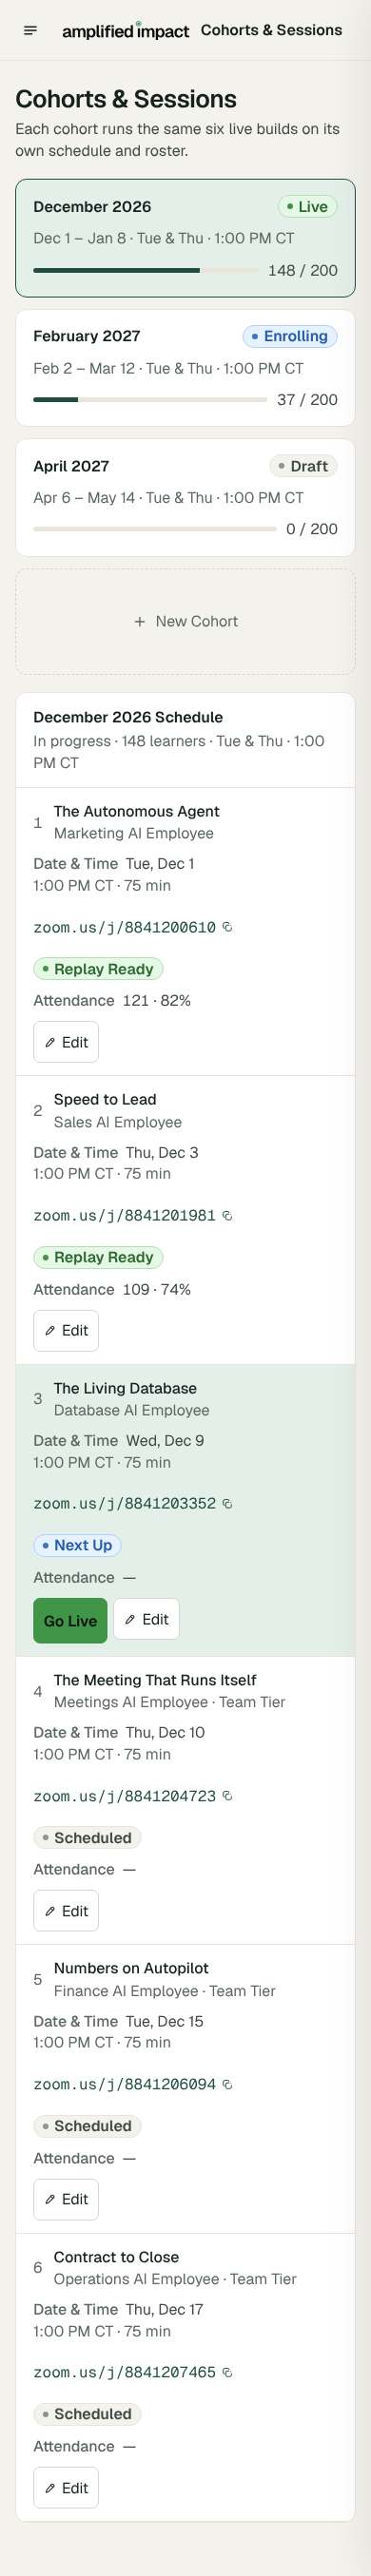 amplified impact Cohorts & Sessions
Cohorts & Sessions
Each cohort runs the same six live builds on its
own schedule and roster.
December 2026 Live
Dec 1 – Jan 8 · Tue & Thu · 1:00 PM CT
148 / 200
February 2027 Enrolling
Feb 2 – Mar 12 · Tue & Thu · 1:00 PM CT
37 / 200
April 2027 Draft
Apr 6 – May 14 · Tue & Thu · 1:00 PM CT
0 / 200
+ New Cohort
December 2026 Schedule
In progress · 148 learners · Tue & Thu · 1:00
PM CT
1 The Autonomous Agent
Marketing AI Employee
Date & Time Tue, Dec 1
1:00 PM CT · 75 min
zoom.us/j/8841200610
Replay Ready
Attendance 121 · 82%
Edit
2 Speed to Lead
Sales AI Employee
Date & Time Thu, Dec 3
1:00 PM CT · 75 min
zoom.us/j/8841201981
Replay Ready
Attendance 109 · 74%
Edit
3 The Living Database
Database AI Employee
Date & Time Wed, Dec 9
1:00 PM CT · 75 min
zoom.us/j/8841203352
Next Up
Attendance —
Go Live Edit
4 The Meeting That Runs Itself
Meetings AI Employee · Team Tier
Date & Time Thu, Dec 10
1:00 PM CT · 75 min
zoom.us/j/8841204723
Scheduled
Attendance —
Edit
5 Numbers on Autopilot
Finance AI Employee · Team Tier
Date & Time Tue, Dec 15
1:00 PM CT · 75 min
zoom.us/j/8841206094
Scheduled
Attendance —
Edit
6 Contract to Close
Operations AI Employee · Team Tier
Date & Time Thu, Dec 17
1:00 PM CT · 75 min
zoom.us/j/8841207465
Scheduled
Attendance —
Edit